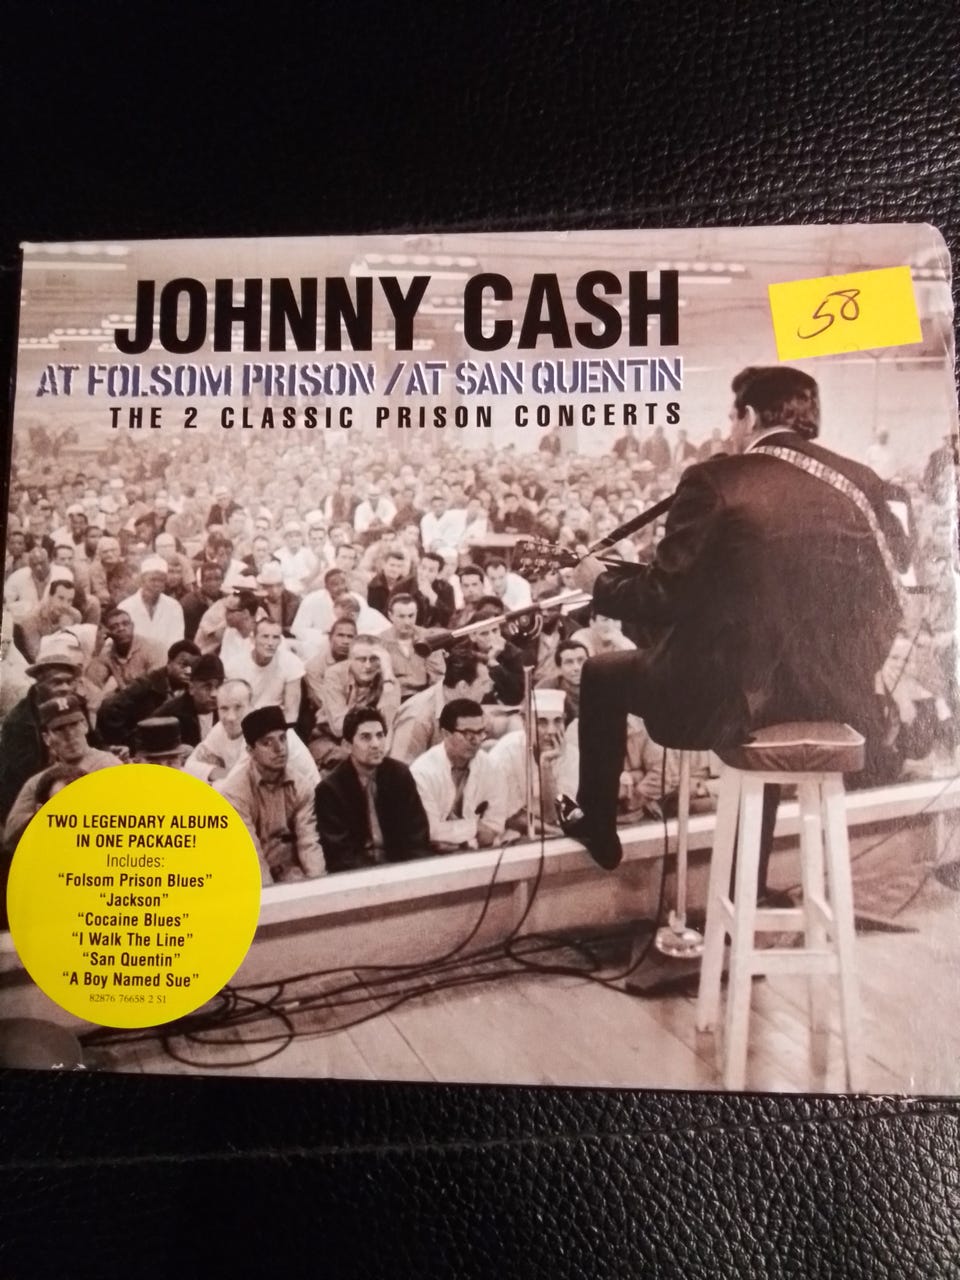 JOHNNY CASH
AT FOLSOM PRISON / AT SAN QUENTIN
THE 2 CLASSIC PRISON CONCERTS
58
TWO LEGENDARY ALBUMS
IN ONE PACKAGE!
Includes:
“Folsom Prison Blues”
“Jackson”
“Cocaine Blues”
“I Walk The Line”
“San Quentin”
“A Boy Named Sue”
82876 76658 2 S1